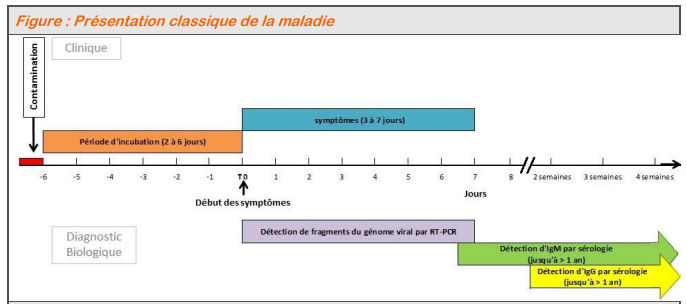 Figure : Présentation classique de la maladie
Clinique
Contamination
symptômes (3 à 7 jours)
Période d'incubation (2 à 6 jours)
-6 -5 -4 -3 -2 -1 T0 1 2 3 4 5 6 7 8 2 semaines 3 semaines 4 semaines
Jours
Début des symptômes
Diagnostic
Biologique
Détection de fragments du génome viral par RT-PCR
Détection d'IgM par sérologie
(jusqu'à > 1 an)
Détection d'IgG par sérologie
(jusqu'à > 1 an)